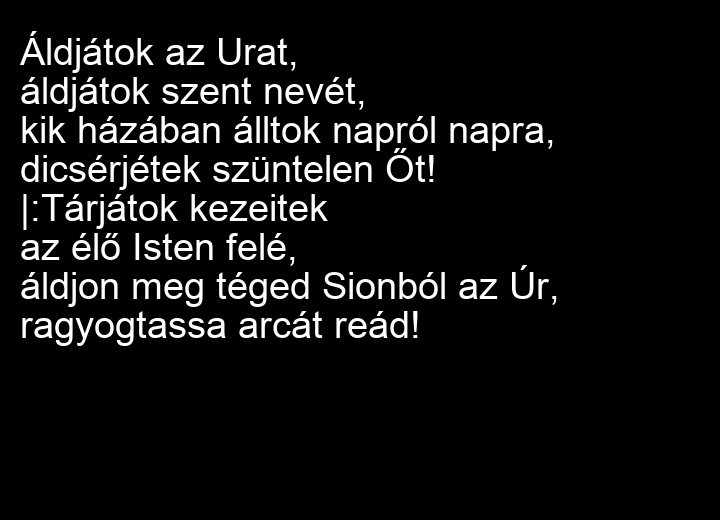 Áldjátok az Urat,
áldjátok szent nevét,
kik házában álltok napról napra,
dicsérjétek szüntelen Őt!
|:Tárjátok kezeitek
az élő Isten felé,
áldjon meg téged Sionból az Úr,
ragyogtassa arcát reád!